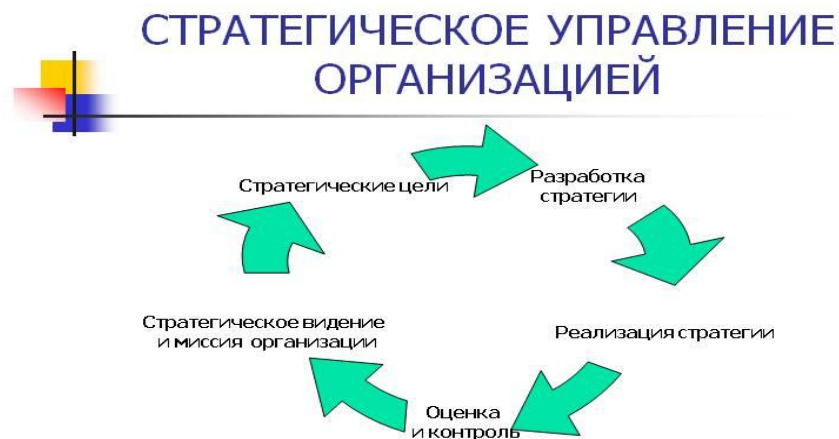 СТРАТЕГИЧЕСКОЕ УПРАВЛЕНИЕ
ОРГАНИЗАЦИЕЙ
Стратегические цели
Разработка
стратегии
Стратегическое видение
и миссия организации
Реализация стратегии
Оценка
и контроль